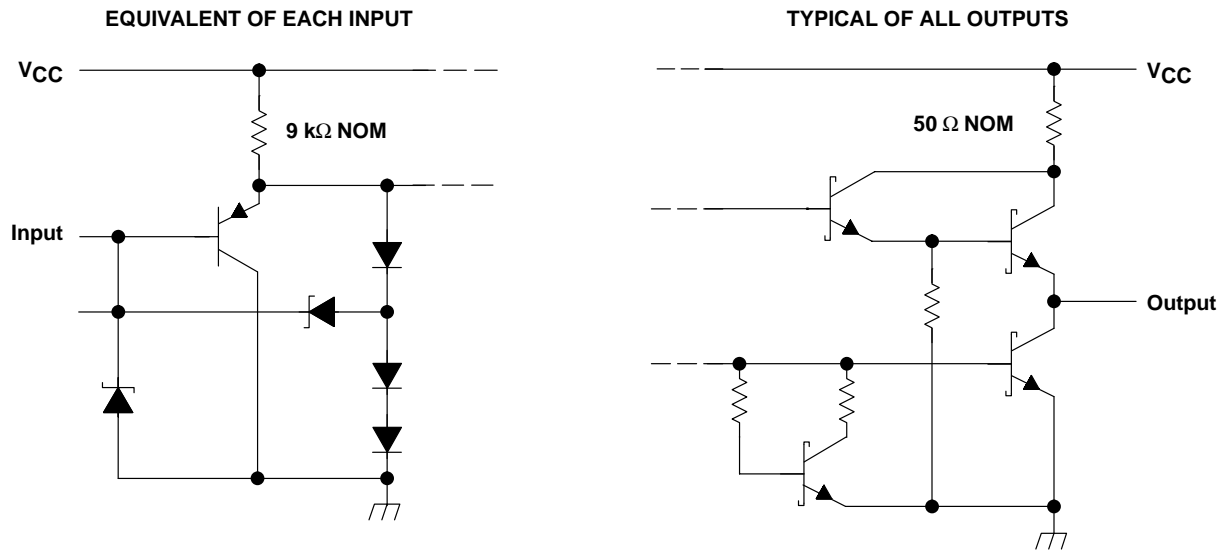 EQUIVALENT OF EACH INPUT
VCC
9 kΩ NOM
Input
TYPICAL OF ALL OUTPUTS
VCC
50 Ω NOM
Output